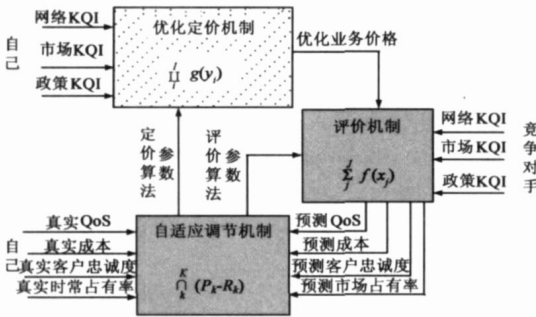 网络KQI
市场KQI
政策KQI
自己
优化定价机制
g(y_i)
优化业务价格
评价机制
∑ f(x_j)
网络KQI
市场KQI
政策KQI
竞争对手
定价算法
参数
评价算法
参数
自己
真实QoS
真实成本
真实客户忠诚度
真实时常占有率
自适应调节机制
∩ (P_k-R_k)
预测QoS
预测成本
预测客户忠诚度
预测市场占有率